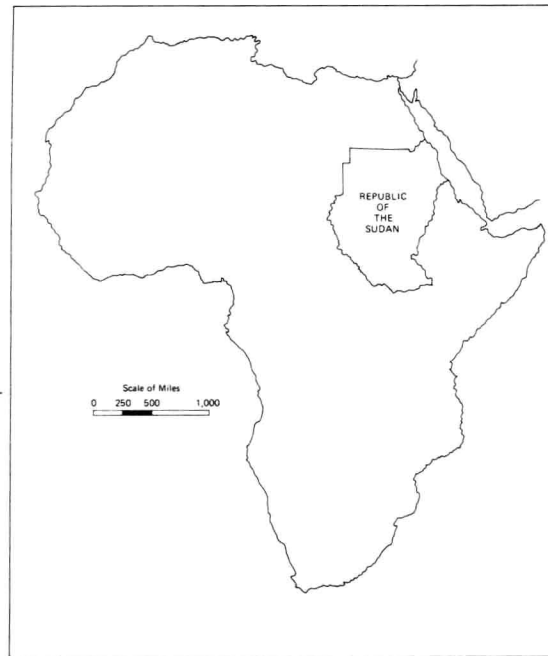 REPUBLIC
OF
THE
SUDAN
Scale of Miles
0 250 500 1,000